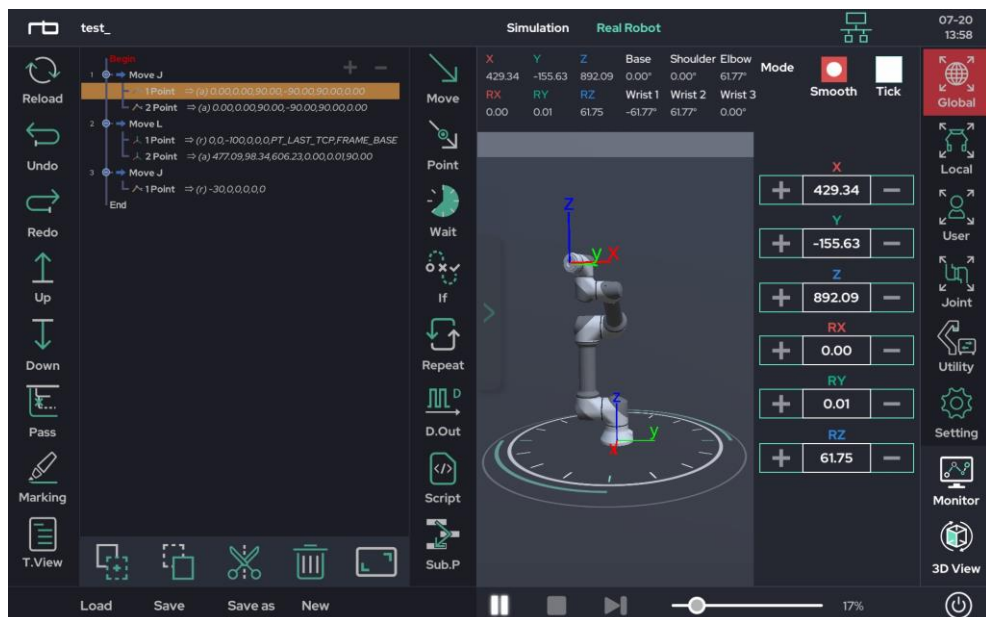 test_
Simulation
Real Robot
07-20
13:58
Reload
Undo
Redo
Up
Down
Pass
Marking
T.View
Begin
1 Move J
1 Point ⇒ (a) 0.00,0.00,90.00,-90.00,90.00,0.00
2 Point ⇒ (a) 0.00,0.00,90.00,-90.00,90.00,0.00
2 Move L
1 Point ⇒ (r) 0,0,-100,0,0,0,PT_LAST_TCP,FRAME_BASE
2 Point ⇒ (a) 477.09,98.34,606.23,0.00,0.01,90.00
3 Move J
1 Point ⇒ (r) -30,0,0,0,0,0
End
Load Save Save as New
Move
Point
Wait
If
Repeat
D
D.Out
Script
Sub.P
X Y Z Base Shoulder Elbow
429.34 -155.63 892.09 0.00° 0.00° 61.77°
RX RY RZ Wrist 1 Wrist 2 Wrist 3
0.00 0.01 61.75 -61.77° 61.77° 0.00°
Z
y
X
z
y
x
Mode
Smooth
Tick
X
429.34
Y
-155.63
Z
892.09
RX
0.00
RY
0.01
RZ
61.75
Global
Local
User
Joint
Utility
Setting
Monitor
3D View
17%